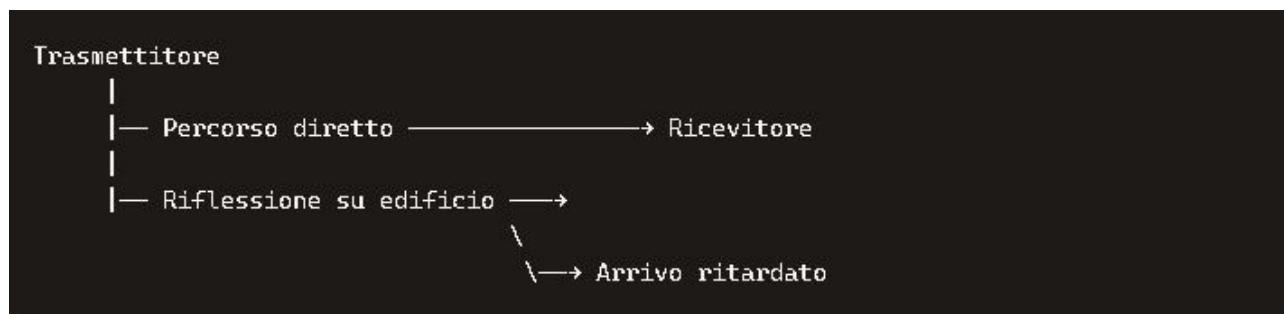 Trasmettitore
|
|— Percorso diretto ——————————→ Ricevitore
|
|— Riflessione su edificio ——→
\
\—→ Arrivo ritardato